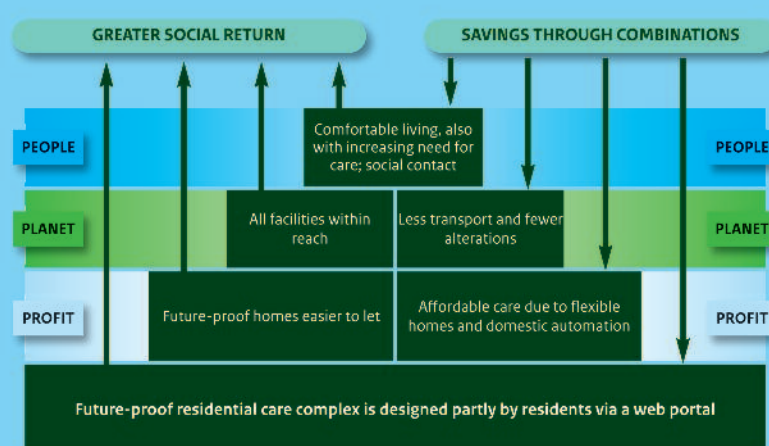 GREATER SOCIAL RETURN
SAVINGS THROUGH COMBINATIONS
PEOPLE
Comfortable living, also
with increasing need for
care; social contact
PEOPLE
PLANET
All facilities within
reach
Less transport and fewer
alterations
PLANET
PROFIT
Future-proof homes easier to let
Affordable care due to flexible
homes and domestic automation
PROFIT
Future-proof residential care complex is designed partly by residents via a web portal